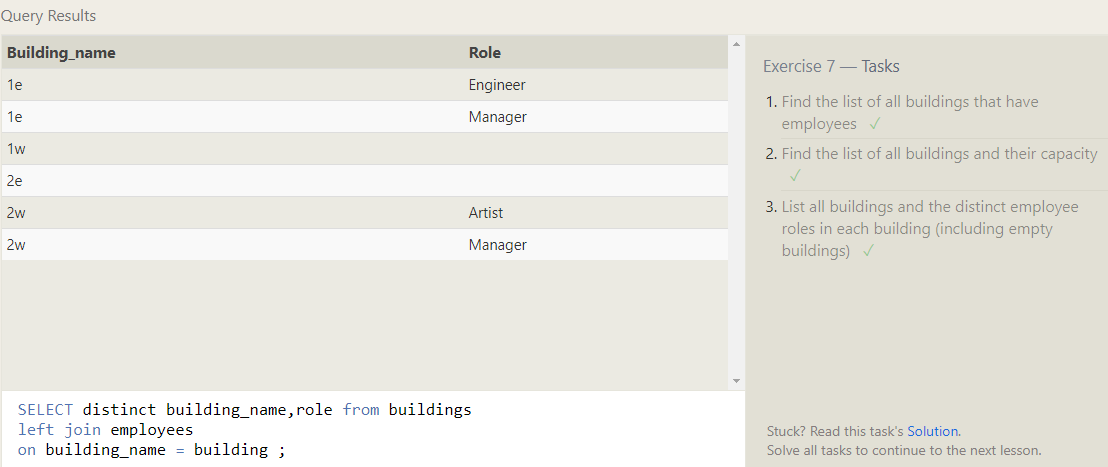 Query Results
Building_name Role
1e Engineer
1e Manager
1w
2e
2w Artist
2w Manager
SELECT distinct building_name,role from buildings
left join employees
on building_name = building ;
Exercise 7 — Tasks
1. Find the list of all buildings that have
employees ✓
2. Find the list of all buildings and their capacity
✓
3. List all buildings and the distinct employee
roles in each building (including empty
buildings) ✓
Stuck? Read this task's Solution.
Solve all tasks to continue to the next lesson.